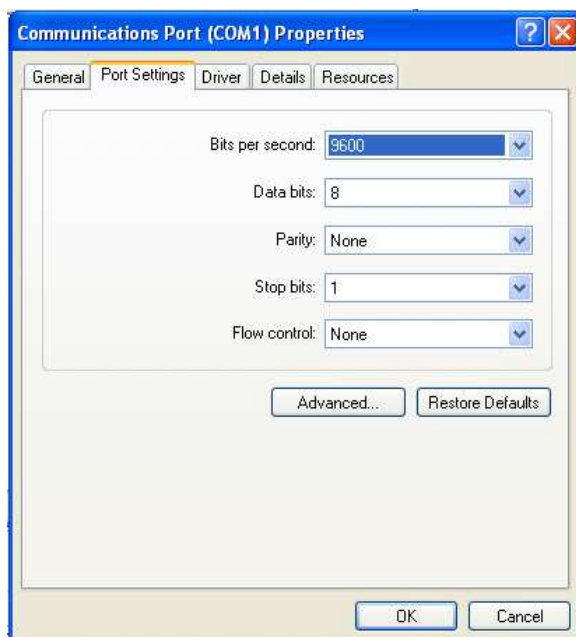 Communications Port (COM1) Properties
General Port Settings Driver Details Resources
Bits per second: 9600
Data bits: 8
Parity: None
Stop bits: 1
Flow control: None
Advanced... Restore Defaults
OK Cancel